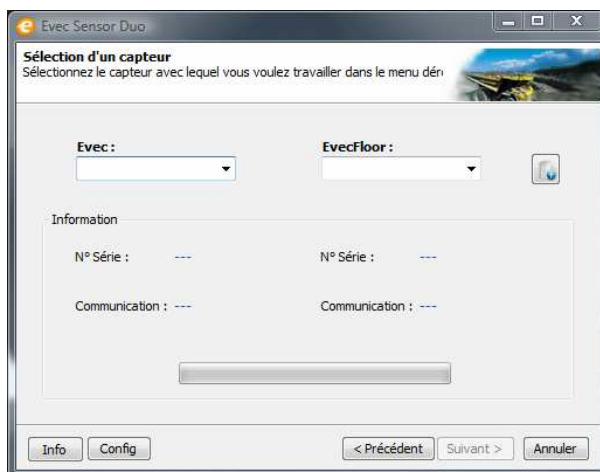 Evec Sensor Duo
Sélection d'un capteur
Sélectionnez le capteur avec lequel vous voulez travailler dans le menu dér
Evec :
EvecFloor :
Information
N° Série : ---
N° Série : ---
Communication : ---
Communication : ---
Info
Config
< Précédent
Suivant >
Annuler